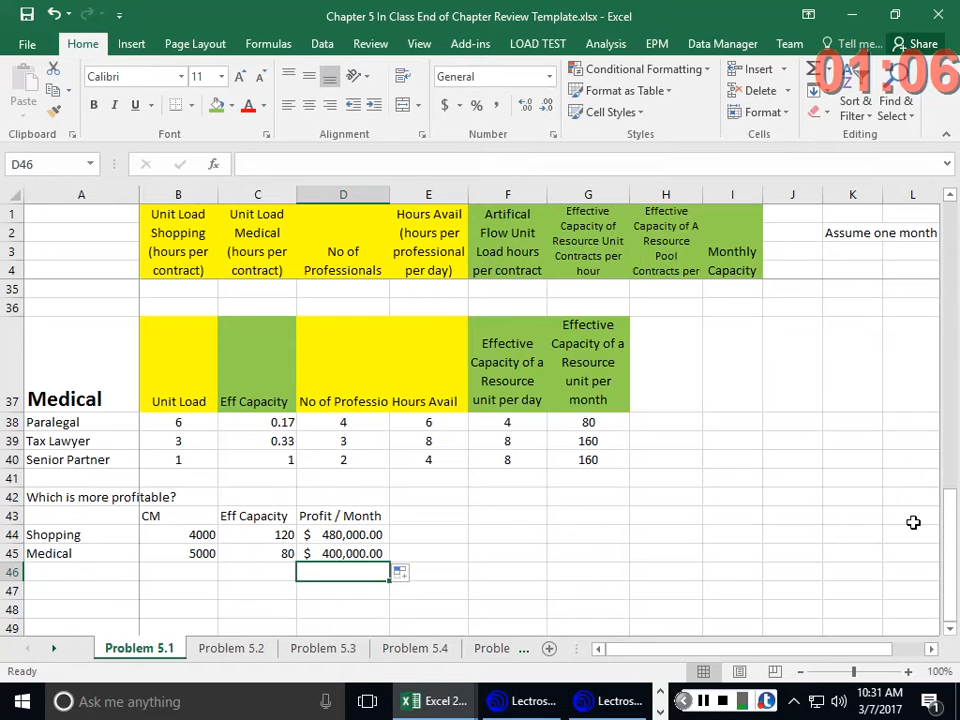 Chapter 5 In Class End of Chapter Review Template.xlsx - Excel
File Home Insert Page Layout Formulas Data Review View Add-ins LOAD TEST Analysis EPM Data Manager Team Tell me... Share
01:06
Paste
Calibri 11
B I U
General
$ %
Conditional Formatting
Format as Table
Cell Styles
Insert
Delete
Format
Sort & Filter
Find & Select
Clipboard Font Alignment Number Styles Cells Editing
D46
fx
A B C D E F G H I J K L
1 2 3 4
Unit Load Shopping (hours per contract)
Unit Load Medical (hours per contract)
No of Professionals
Hours Avail (hours per professional per day)
Artifical Flow Unit Load hours per contract
Effective Capacity of Resource Unit Contracts per hour
Effective Capacity of A Resource Pool Contracts per
Monthly Capacity
Assume one month
35
36
37 Medical Unit Load Eff Capacity No of Professio Hours Avail Effective Capacity of a Resource unit per day Effective Capacity of a Resource unit per month
38 Paralegal 6 0.17 4 6 4 80
39 Tax Lawyer 3 0.33 3 8 8 160
40 Senior Partner 1 1 2 4 8 160
41
42 Which is more profitable?
43 CM Eff Capacity Profit / Month
44 Shopping 4000 120 $ 480,000.00
45 Medical 5000 80 $ 400,000.00
46
47
48
49
Problem 5.1 Problem 5.2 Problem 5.3 Problem 5.4 Proble ...
Ready 100%
Ask me anything Excel 2... Lectros... Lectros... 10:31 AM
3/7/2017
1